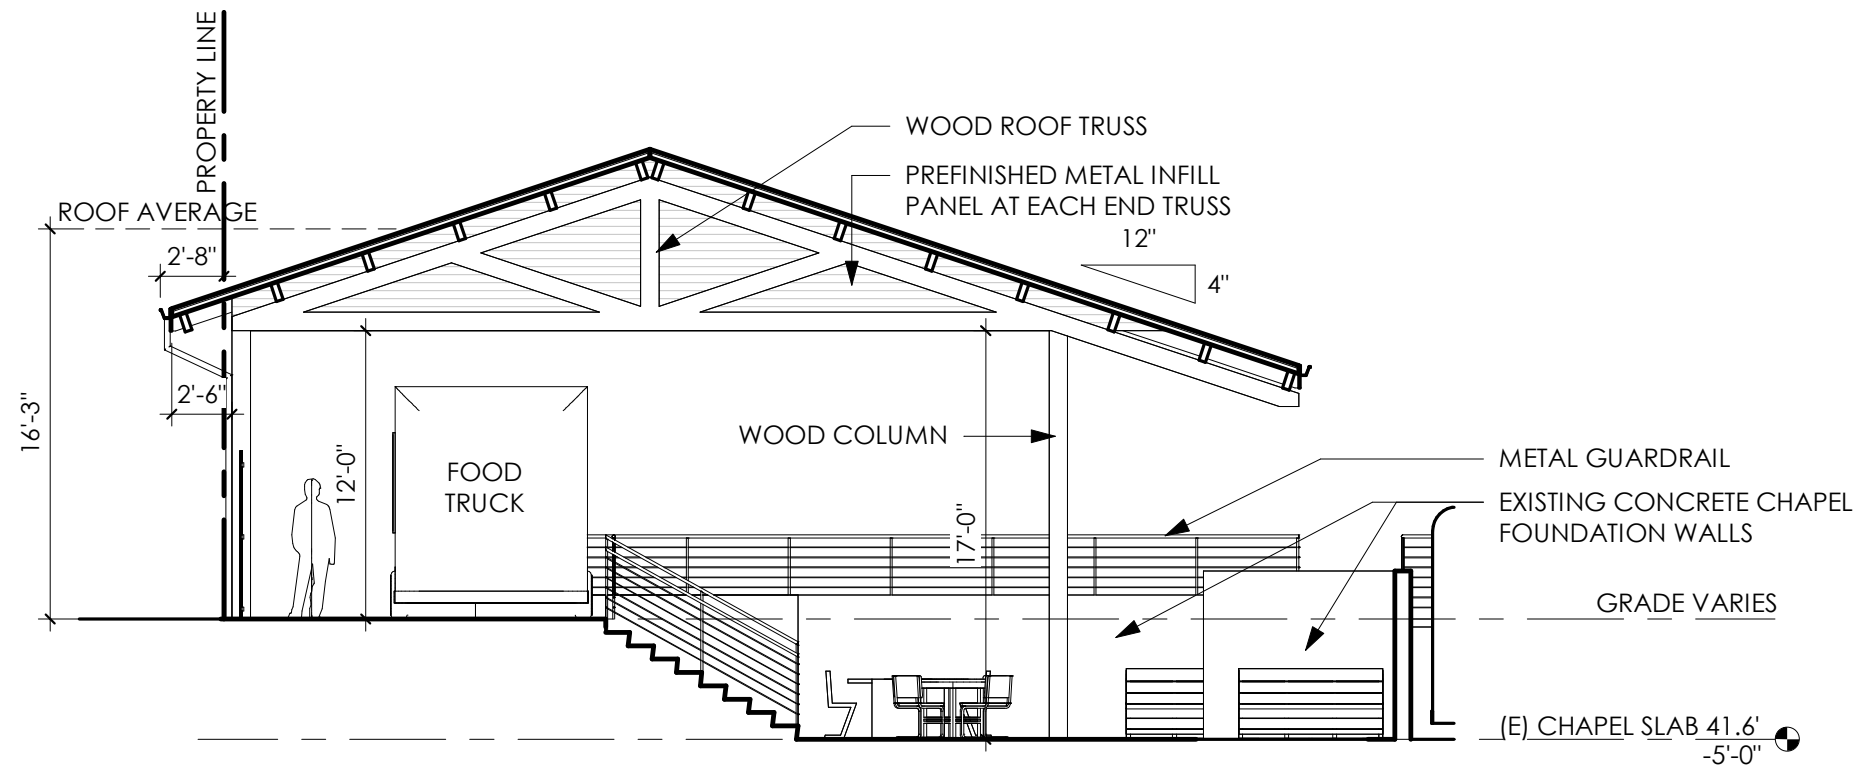 PROPERTY LINE
WOOD ROOF TRUSS
PREFINISHED METAL INFILL
PANEL AT EACH END TRUSS
ROOF AVERAGE
12"
4"
2'-8"
2'-6"
16'-3"
12'-0"
FOOD
TRUCK
WOOD COLUMN
17'-0"
METAL GUARDRAIL
EXISTING CONCRETE CHAPEL
FOUNDATION WALLS
GRADE VARIES
(E) CHAPEL SLAB 41.6'
-5'-0"